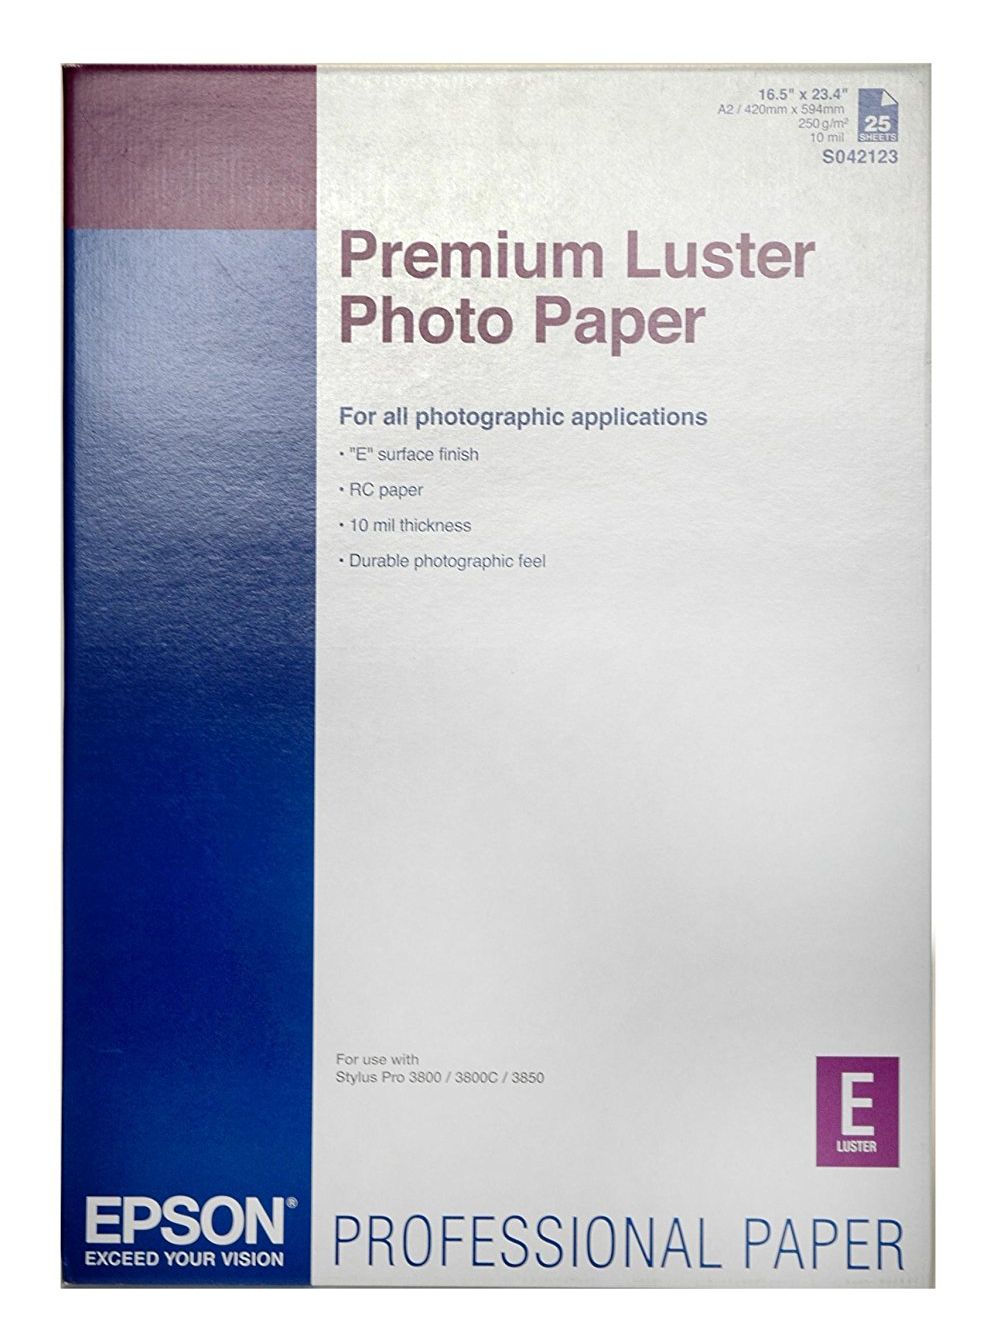 16.5" x 23.4"
A2 / 420mm x 594mm
250 g/m²
10 mil
25
SHEETS
S042123
Premium Luster
Photo Paper
For all photographic applications
• "E" surface finish
• RC paper
• 10 mil thickness
• Durable photographic feel
For use with
Stylus Pro 3800 / 3800C / 3850
E
LUSTER
EPSON®
EXCEED YOUR VISION
PROFESSIONAL PAPER